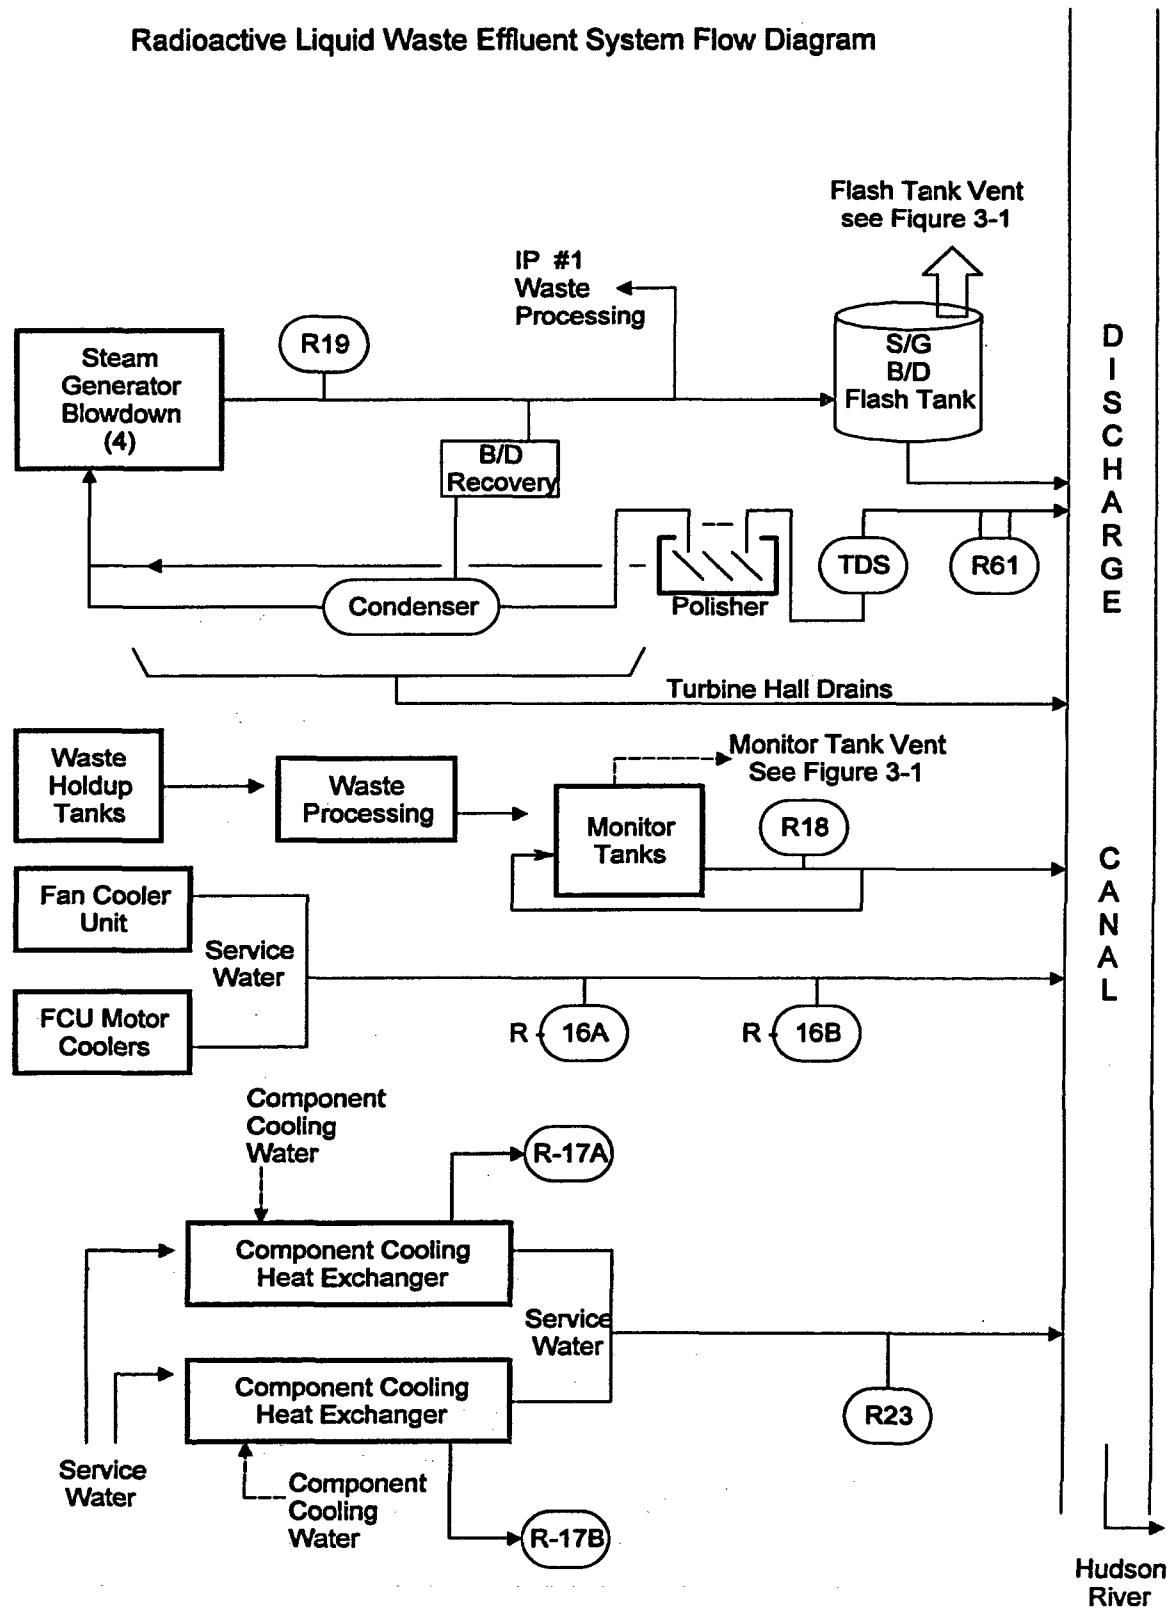 Radioactive Liquid Waste Effluent System Flow Diagram
Flash Tank Vent
see Fiqure 3-1
IP #1
Waste
Processing
R19
Steam
Generator
Blowdown
(4)
S/G
B/D
Flash Tank
B/D
Recovery
TDS
R61
Condenser
Polisher
Turbine Hall Drains
DISCHARGE
CANAL
Waste
Holdup
Tanks
Waste
Processing
Monitor Tank Vent
See Figure 3-1
Monitor
Tanks
R18
Fan Cooler
Unit
Service
Water
FCU Motor
Coolers
R - 16A
R - 16B
Component
Cooling
Water
R-17A
Component Cooling
Heat Exchanger
Service
Water
Component Cooling
Heat Exchanger
R23
Service
Water
Component
Cooling
Water
R-17B
Hudson
River